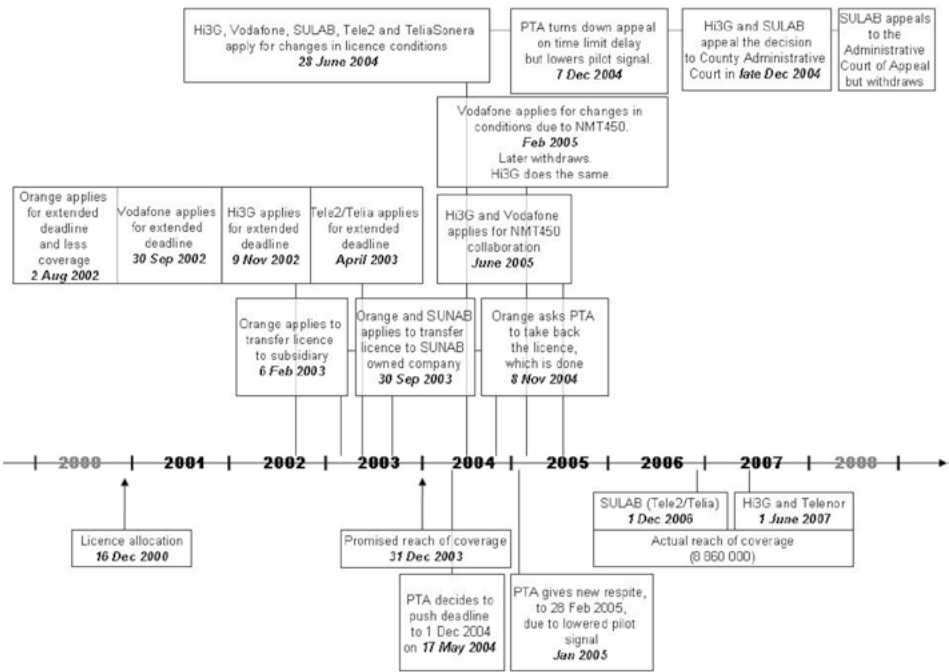 Hi3G, Vodafone, SULAB, Tele2 and TeliaSonera
apply for changes in licence conditions
28 June 2004
PTA turns down appeal
on time limit delay
but lowers pilot signal.
7 Dec 2004
Hi3G and SULAB
appeal the decision
to County Administrative
Court in late Dec 2004
SULAB appeals
to the
Administrative
Court of Appeal
but withdraws
Vodafone applies for changes in
conditions due to NMT450.
Feb 2005
Later withdraws.
Hi3G does the same.
Orange applies
for extended
deadline
and less
coverage
2 Aug 2002
Vodafone applies
for extended
deadline
30 Sep 2002
Hi3G applies
for extended
deadline
9 Nov 2002
Tele2/Telia applies
for extended
deadline
April 2003
Hi3G and Vodafone
applies for NMT450
collaboration
June 2005
Orange applies to
transfer licence
to subsidiary
6 Feb 2003
Orange and SUNAB
applies to transfer
licence to SUNAB
owned company
30 Sep 2003
Orange asks PTA
to take back
the licence,
which is done
8 Nov 2004
2000 2001 2002 2003 2004 2005 2006 2007 2008
Licence allocation
16 Dec 2000
Promised reach of coverage
31 Dec 2003
SULAB (Tele2/Telia)
1 Dec 2006
Hi3G and Telenor
1 June 2007
Actual reach of coverage
(8 860 000)
PTA decides to
push deadline
to 1 Dec 2004
on 17 May 2004
PTA gives new respite,
to 28 Feb 2005,
due to lowered pilot
signal
Jan 2005